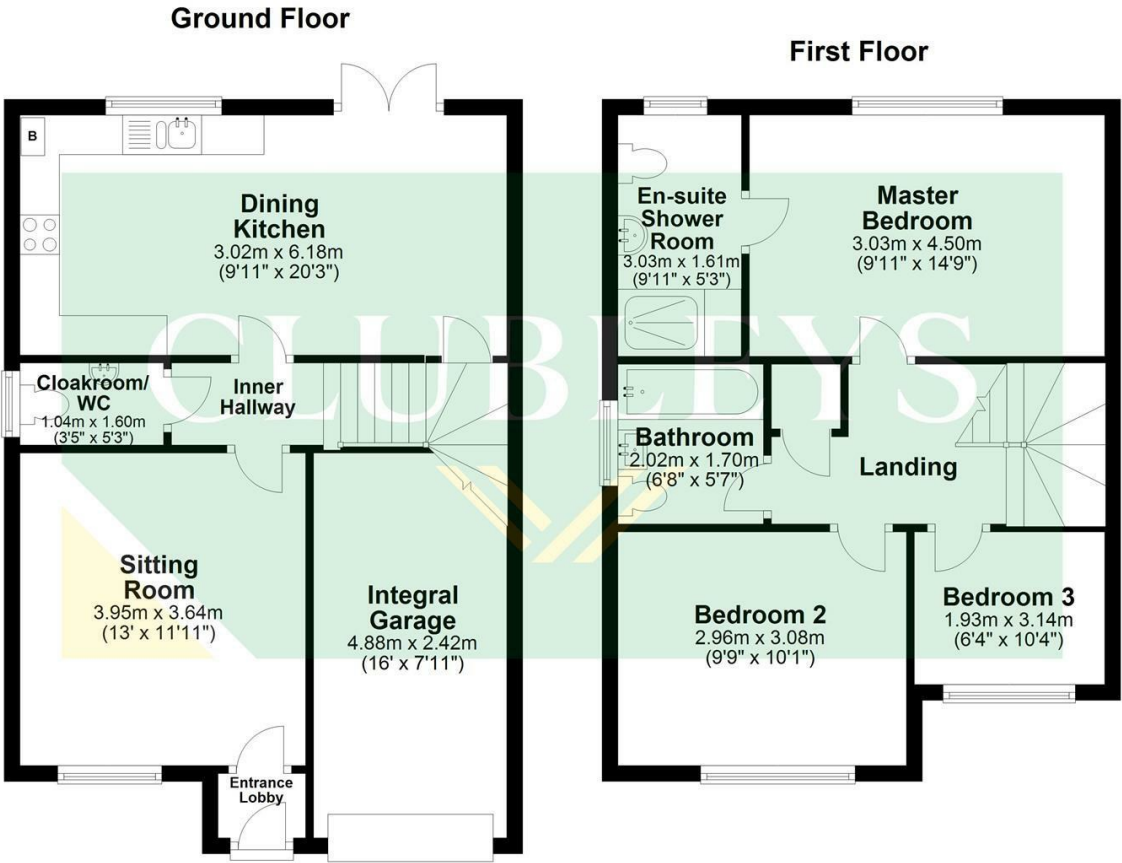 Ground Floor
First Floor
B
Dining
Kitchen
3.02m x 6.18m
(9'11" x 20'3")
Cloakroom/
WC
1.04m x 1.60m
(3'5" x 5'3")
Inner
Hallway
Sitting
Room
3.95m x 3.64m
(13' x 11'11")
Integral
Garage
4.88m x 2.42m
(16' x 7'11")
Entrance
Lobby
En-suite
Shower
Room
3.03m x 1.61m
(9'11" x 5'3")
Master
Bedroom
3.03m x 4.50m
(9'11" x 14'9")
Bathroom
2.02m x 1.70m
(6'8" x 5'7")
Landing
Bedroom 2
2.96m x 3.08m
(9'9" x 10'1")
Bedroom 3
1.93m x 3.14m
(6'4" x 10'4")
CLUBLEYS